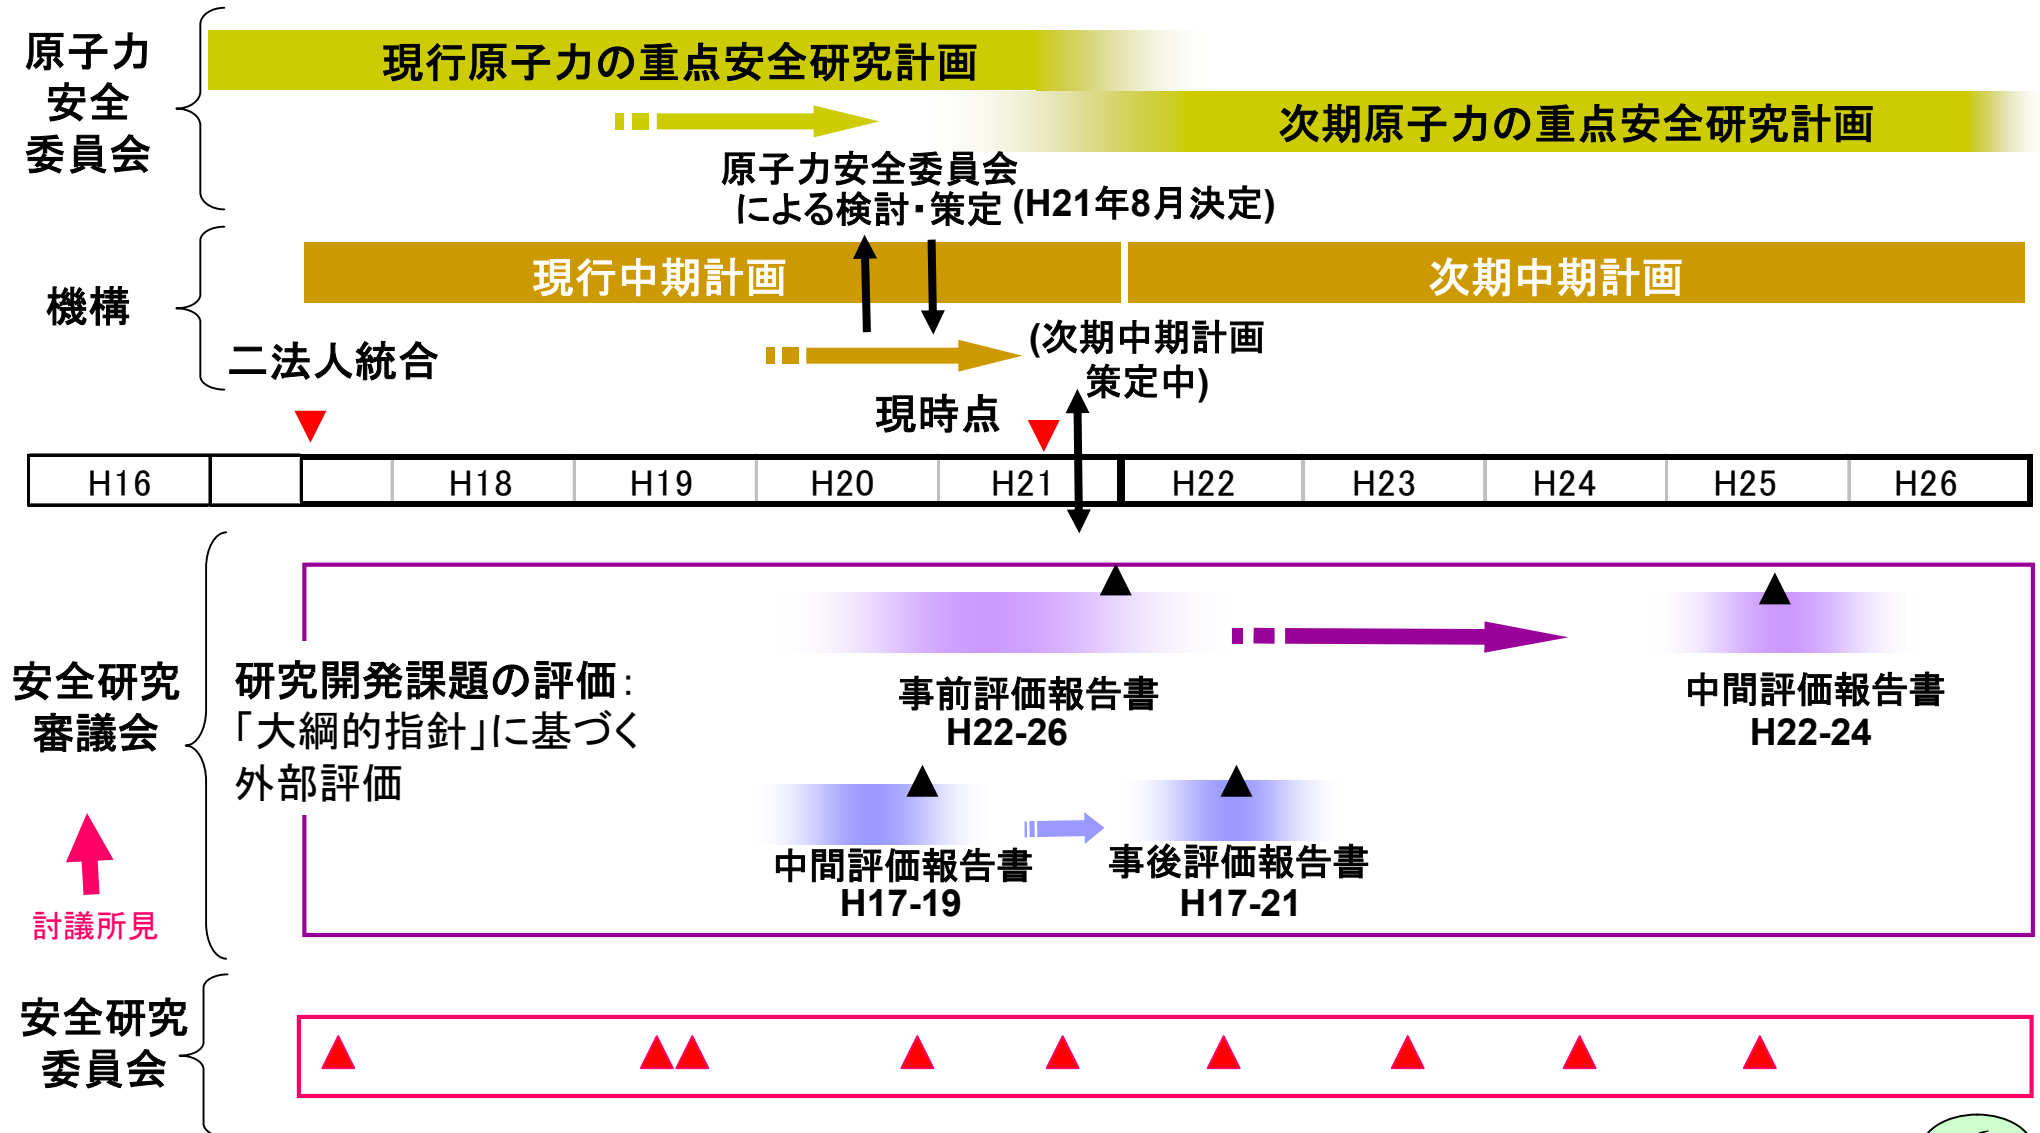 原子力
安全
委員会
現行原子力の重点安全研究計画
次期原子力の重点安全研究計画
原子力安全委員会
による検討・策定
(H21年8月決定)
機構
現行中期計画
次期中期計画
二法人統合
(次期中期計画
策定中)
現時点
H16 H18 H19 H20 H21 H22 H23 H24 H25 H26
安全研究
審議会
研究開発課題の評価：
「大綱的指針」に基づく
外部評価
事前評価報告書
H22-26
中間評価報告書
H22-24
中間評価報告書
H17-19
事後評価報告書
H17-21
討議所見
安全研究
委員会